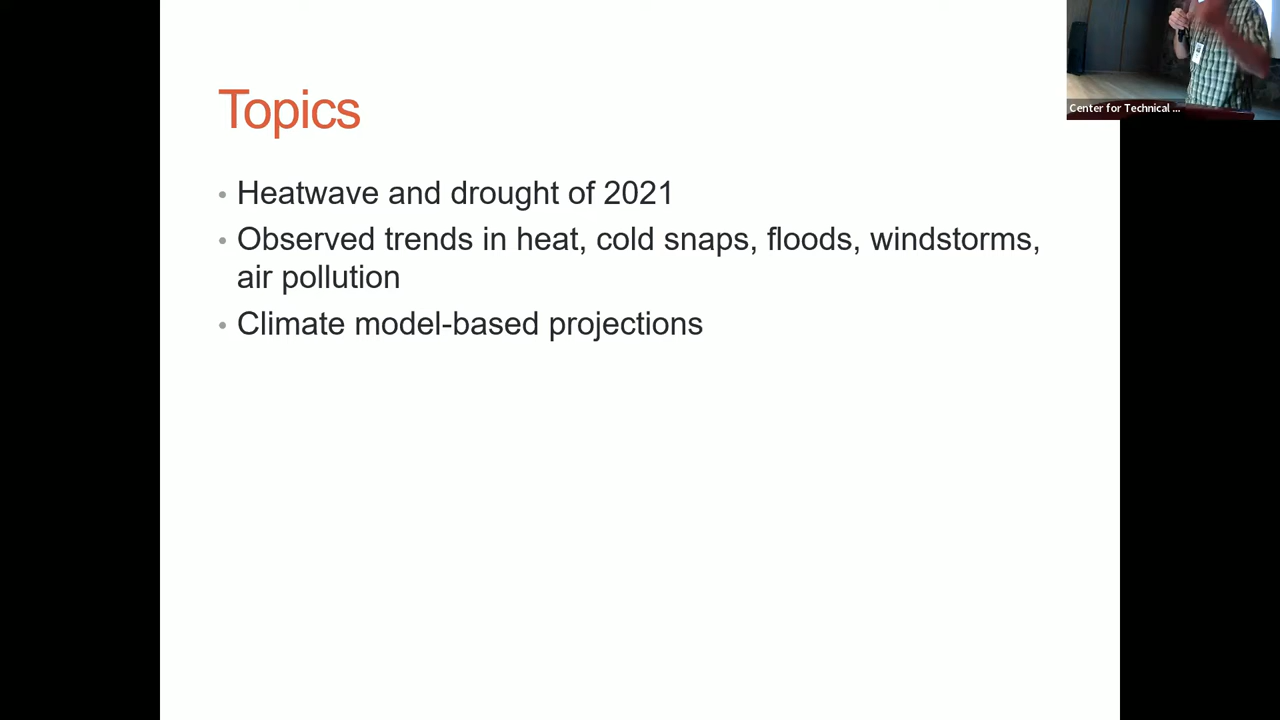 Topics
• Heatwave and drought of 2021
• Observed trends in heat, cold snaps, floods, windstorms,
air pollution
• Climate model-based projections
Center for Technical ...